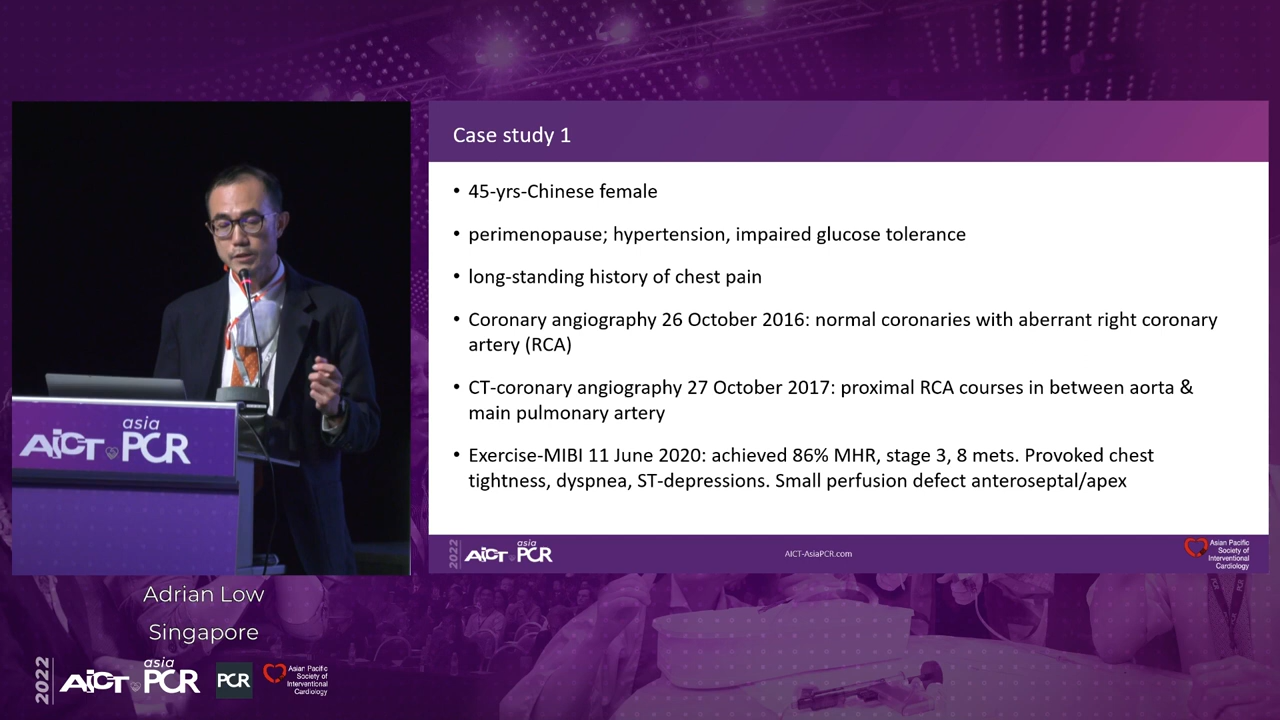 Case study 1
• 45-yrs-Chinese female
• perimenopause; hypertension, impaired glucose tolerance
• long-standing history of chest pain
• Coronary angiography 26 October 2016: normal coronaries with aberrant right coronary
artery (RCA)
• CT-coronary angiography 27 October 2017: proximal RCA courses in between aorta &
main pulmonary artery
• Exercise-MIBI 11 June 2020: achieved 86% MHR, stage 3, 8 mets. Provoked chest
tightness, dyspnea, ST-depressions. Small perfusion defect anteroseptal/apex
2022
AICT asia PCR
AICT-AsiaPCR.com
Asian Pacific
Society of
Interventional
Cardiology
AICT asia PCR
Adrian Low
Singapore
2022
AICT asia PCR
PCR
Asian Pacific
Society of
Interventional
Cardiology